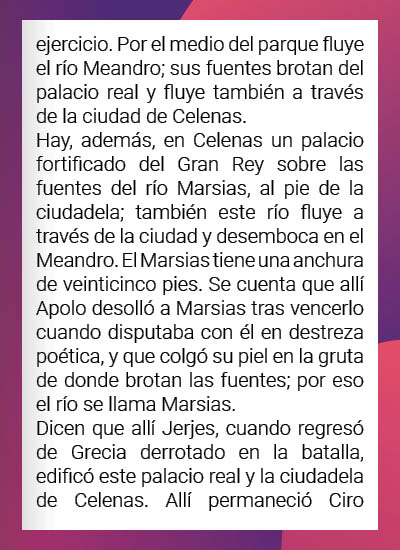 ejercicio. Por el medio del parque fluye
el río Meandro; sus fuentes brotan del
palacio real y fluye también a través
de la ciudad de Celenas.
Hay, además, en Celenas un palacio
fortificado del Gran Rey sobre las
fuentes del río Marsias, al pie de la
ciudadela; también este río fluye a
través de la ciudad y desemboca en el
Meandro. El Marsias tiene una anchura
de veinticinco pies. Se cuenta que allí
Apolo desolló a Marsias tras vencerlo
cuando disputaba con él en destreza
poética, y que colgó su piel en la gruta
de donde brotan las fuentes; por eso
el río se llama Marsias.
Dicen que allí Jerjes, cuando regresó
de Grecia derrotado en la batalla,
edificó este palacio real y la ciudadela
de Celenas. Allí permaneció Ciro